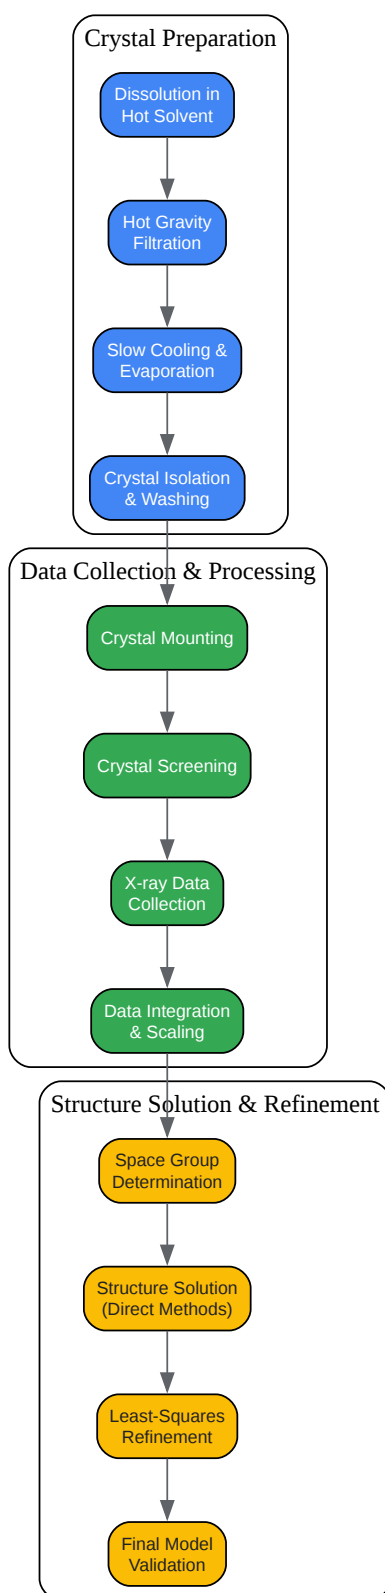 Crystal Preparation
Dissolution in
Hot Solvent
Hot Gravity
Filtration
Slow Cooling &
Evaporation
Crystal Isolation
& Washing
Data Collection & Processing
Crystal Mounting
Crystal Screening
X-ray Data
Collection
Data Integration
& Scaling
Structure Solution & Refinement
Space Group
Determination
Structure Solution
(Direct Methods)
Least-Squares
Refinement
Final Model
Validation